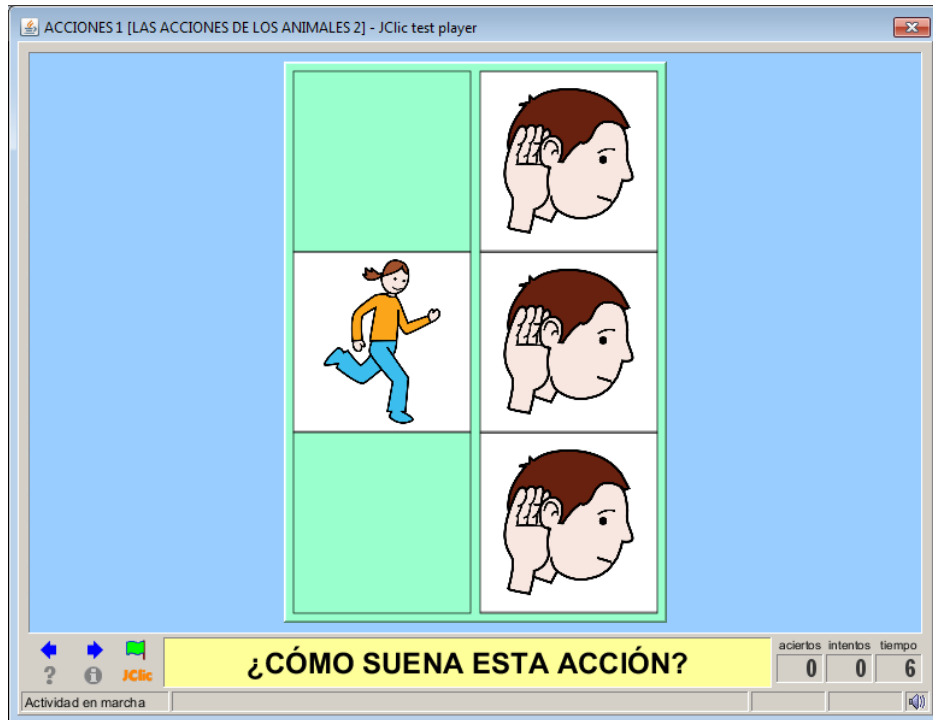 ACCIONES 1 [LAS ACCIONES DE LOS ANIMALES 2] - JClic test player
¿CÓMO SUENA ESTA ACCIÓN?
aciertos intentos tiempo
0 0 6
? i JClic
Actividad en marcha